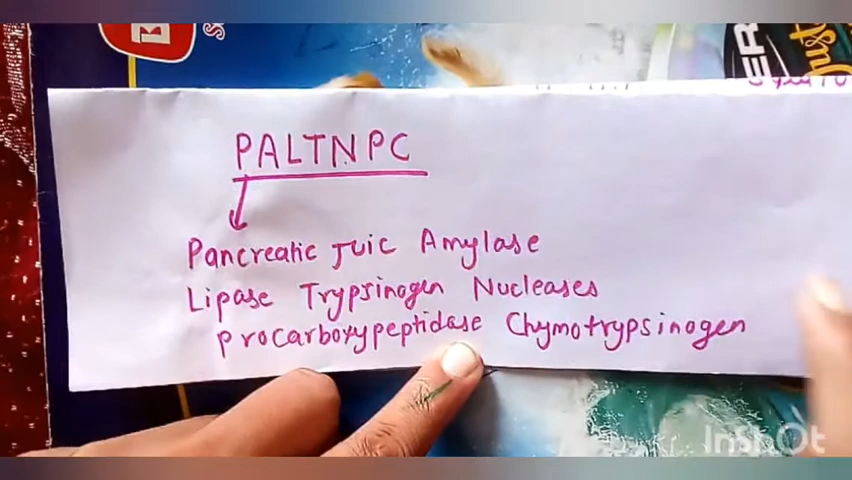 PALTNPC
Pancreatic Juic Amylase
Lipase Trypsinogen Nucleases
Procarboxypeptidase Chymotrypsinogen
InShOt